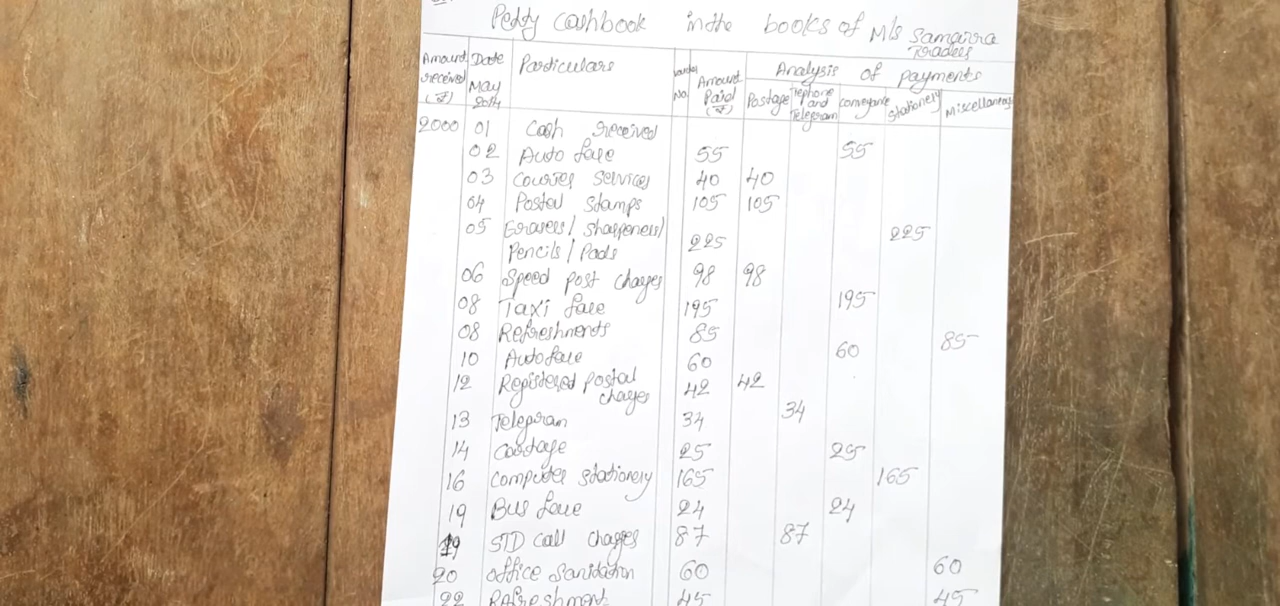 Petty cashbook in the books of M/s Samaira
Traders
Amount received (₹) Date May 2014 Particulars Voucher No. Amount Paid (₹) Analysis of payments
Postage Telephone and Telegram Conveyance Stationery Miscellaneous
2000 01 Cash received
02 Auto fare 55 55
03 Courier services 40 40
04 Postal stamps 105 105
05 Erasers/ sharpeners/
Pencils / Pads 225 225
06 Speed post charges 98 98
08 Taxi fare 195 195
08 Refreshments 85 85
10 Auto fare 60 60
12 Registered postal
charges 42 42
13 Telegram 34 34
14 Cartage 25 25
16 Computer stationery 165 165
19 Bus fare 24 24
19 STD call charges 87 87
20 office sanitation 60 60
22 Refreshment 45 45